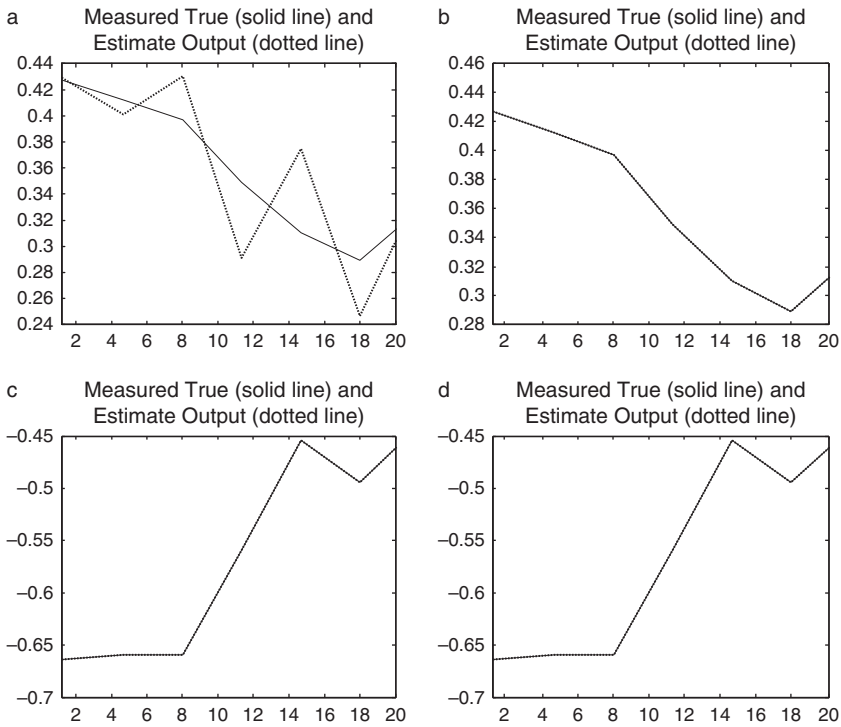 a Measured True (solid line) and
Estimate Output (dotted line)
0.44
0.42
0.4
0.38
0.36
0.34
0.32
0.3
0.28
0.26
0.24
2 4 6 8 10 12 14 16 18 20
b Measured True (solid line) and
Estimate Output (dotted line)
0.46
0.44
0.42
0.4
0.38
0.36
0.34
0.32
0.3
0.28
2 4 6 8 10 12 14 16 18 20
c Measured True (solid line) and
Estimate Output (dotted line)
–0.45
–0.5
–0.55
–0.6
–0.65
–0.7
2 4 6 8 10 12 14 16 18 20
d Measured True (solid line) and
Estimate Output (dotted line)
–0.45
–0.5
–0.55
–0.6
–0.65
–0.7
2 4 6 8 10 12 14 16 18 20